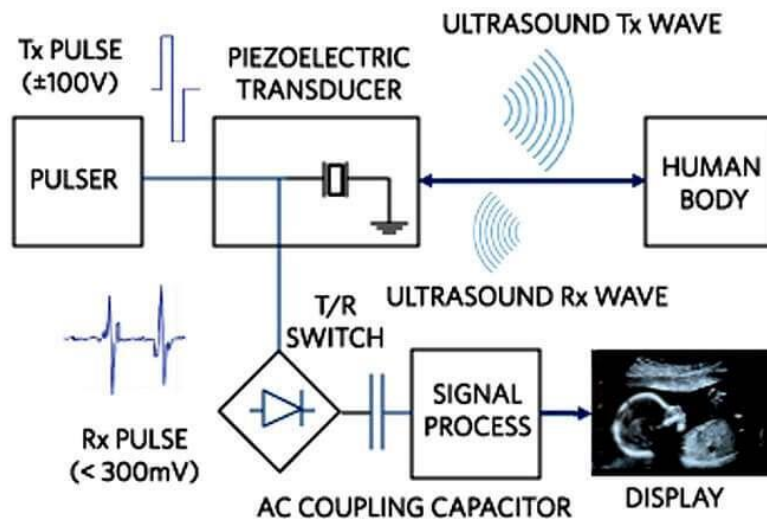 ULTRASOUND Tx WAVE
Tx PULSE
(±100V)
PIEZOELECTRIC
TRANSDUCER
PULSER
HUMAN
BODY
ULTRASOUND Rx WAVE
T/R
SWITCH
Rx PULSE
(< 300mV)
SIGNAL
PROCESS
AC COUPLING CAPACITOR
DISPLAY